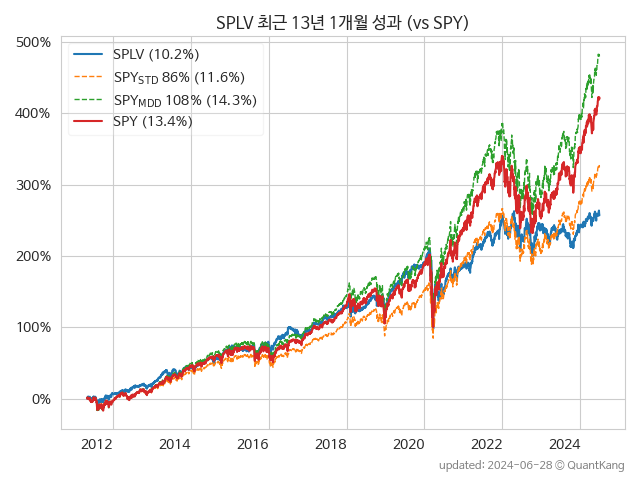 SPLV 최근 13년 1개월 성과 (vs SPY)
500%
400%
300%
200%
100%
0%
SPLV (10.2%)
SPY_STD 86% (11.6%)
SPY_MDD 108% (14.3%)
SPY (13.4%)
2012 2014 2016 2018 2020 2022 2024
updated: 2024-06-28 © QuantKang